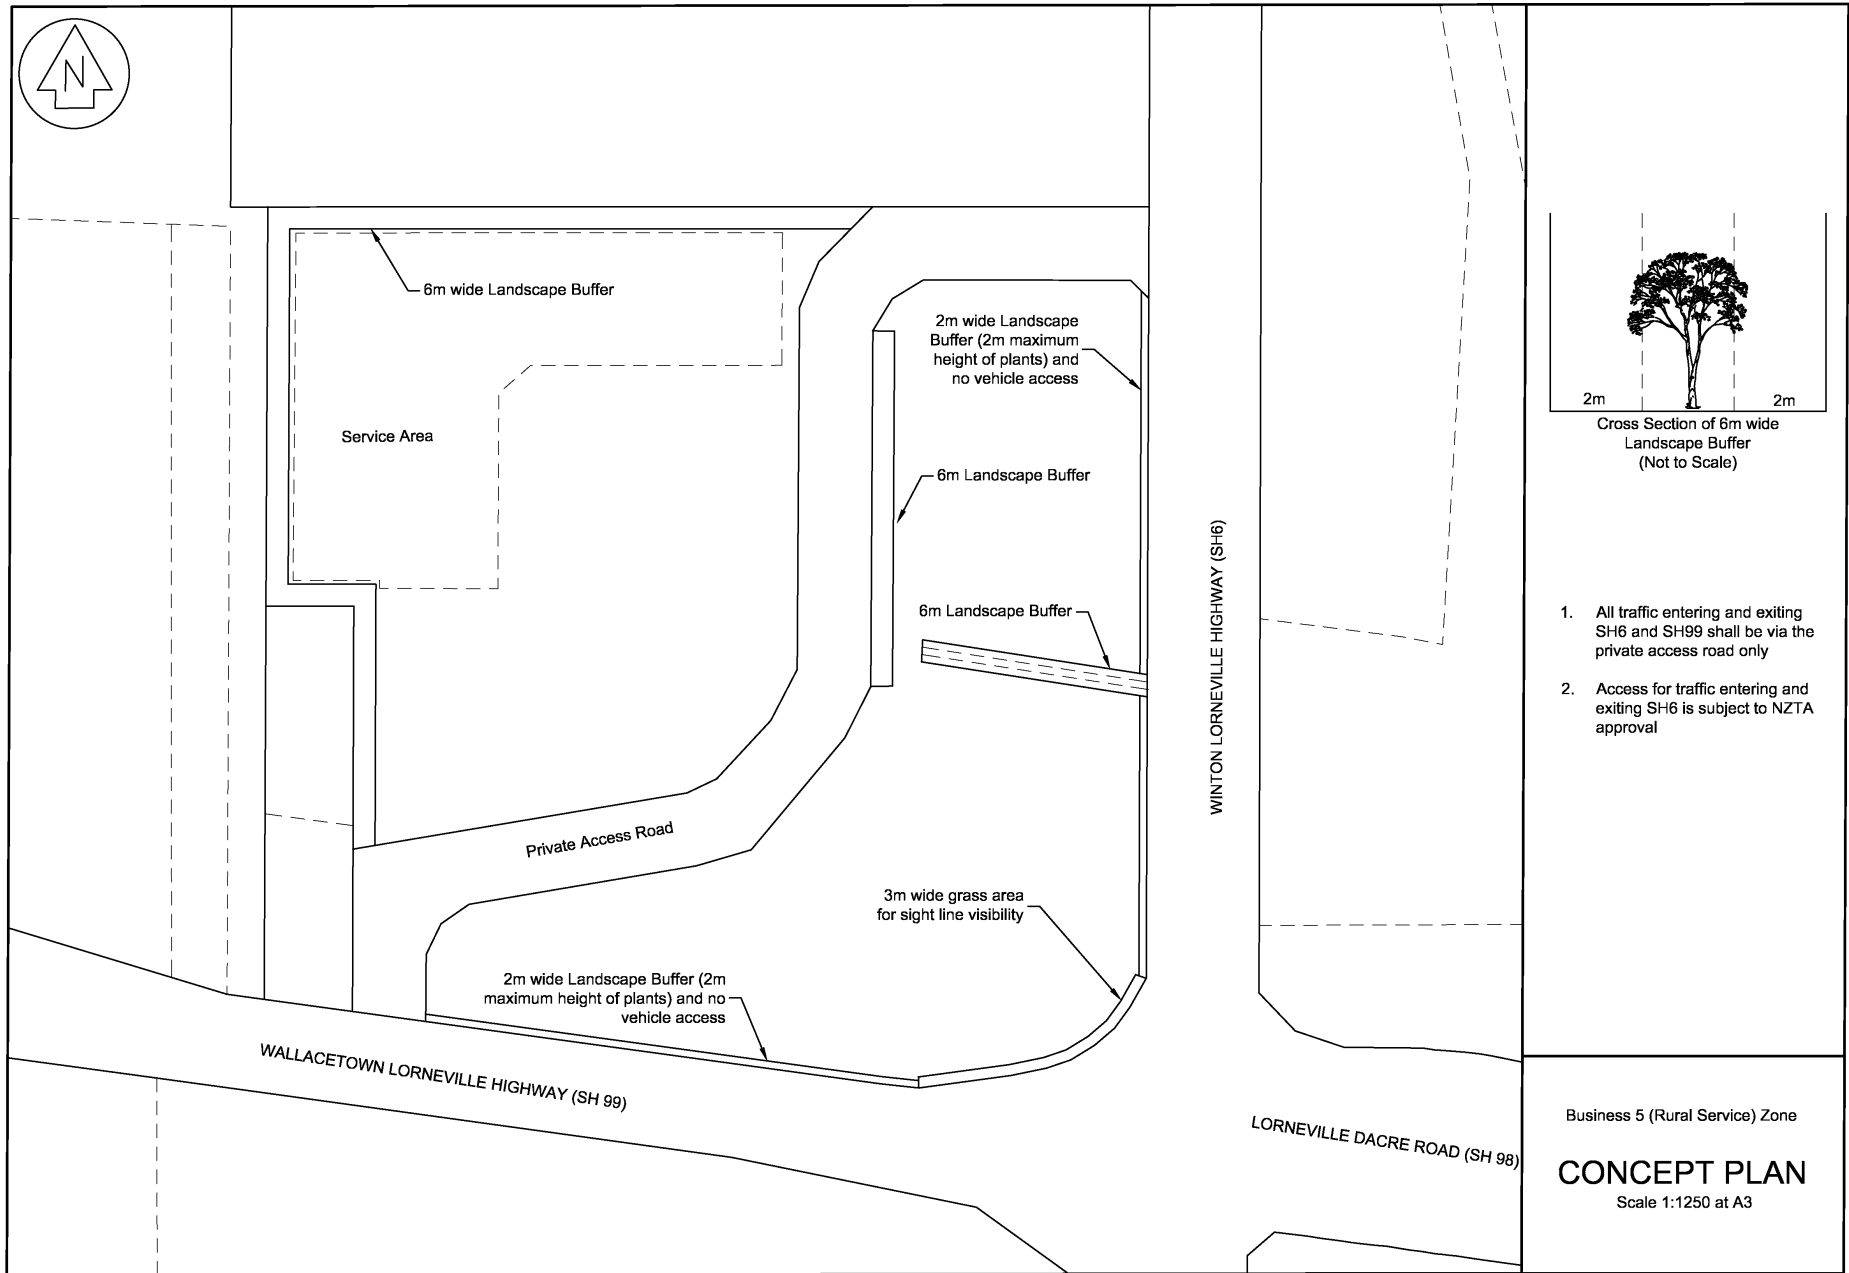 N
6m wide Landscape Buffer
2m wide Landscape
Buffer (2m maximum
height of plants) and
no vehicle access
Service Area
6m Landscape Buffer
6m Landscape Buffer
WINTON LORNEVILLE HIGHWAY (SH6)
Private Access Road
3m wide grass area
for sight line visibility
2m wide Landscape Buffer (2m
maximum height of plants) and no
vehicle access
WALLACETOWN LORNEVILLE HIGHWAY (SH 99)
LORNEVILLE DACRE ROAD (SH 98)
2m 2m
Cross Section of 6m wide
Landscape Buffer
(Not to Scale)
1. All traffic entering and exiting
SH6 and SH99 shall be via the
private access road only
2. Access for traffic entering and
exiting SH6 is subject to NZTA
approval
Business 5 (Rural Service) Zone
CONCEPT PLAN
Scale 1:1250 at A3